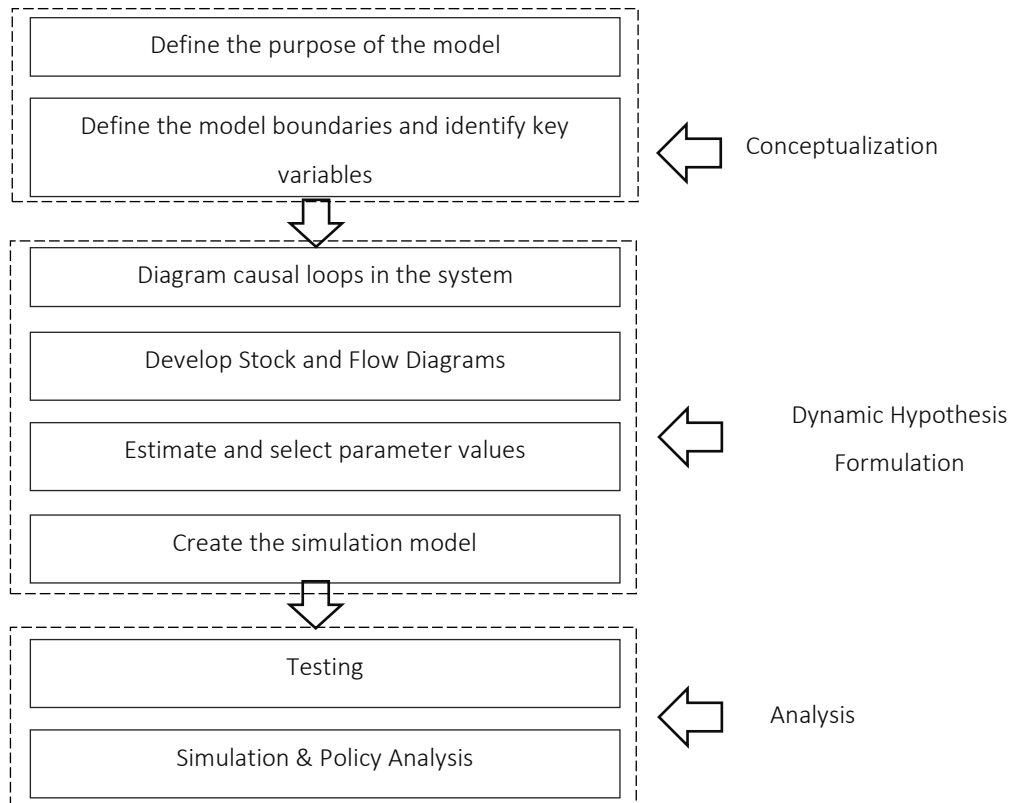 Define the purpose of the model
Define the model boundaries and identify key
variables
Conceptualization
Diagram causal loops in the system
Develop Stock and Flow Diagrams
Estimate and select parameter values
Create the simulation model
Dynamic Hypothesis
Formulation
Testing
Simulation & Policy Analysis
Analysis